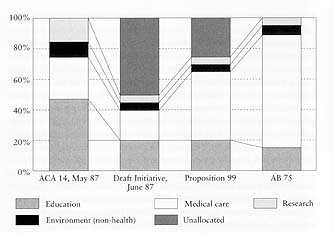 100%
80%
60%
40%
20%
0%
ACA 14, May 87
Draft Initiative,
June 87
Proposition 99
AB 75
Education
Medical care
Research
Environment (non-health)
Unallocated